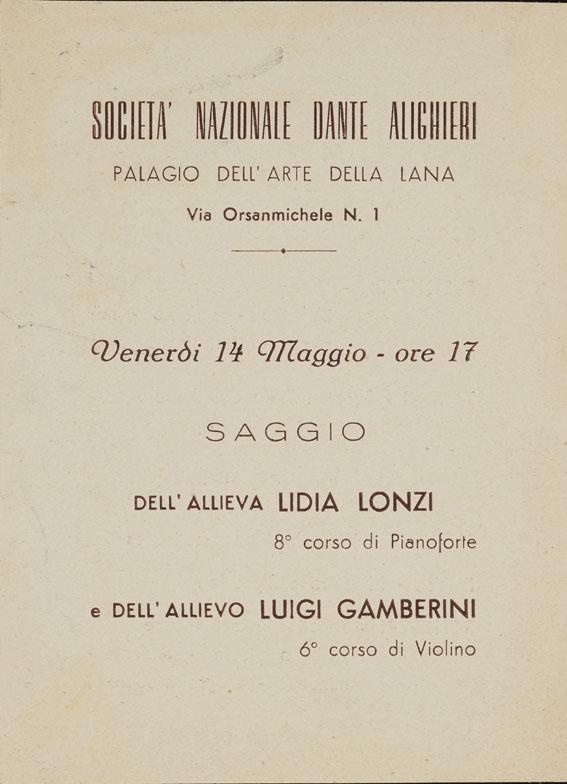 SOCIETA' NAZIONALE DANTE ALIGHIERI
PALAGIO DELL'ARTE DELLA LANA
Via Orsanmichele N. 1
Venerdi 14 Maggio - ore 17
SAGGIO
DELL'ALLIEVA LIDIA LONZI
8° corso di Pianoforte
e DELL'ALLIEVO LUIGI GAMBERINI
6° corso di Violino